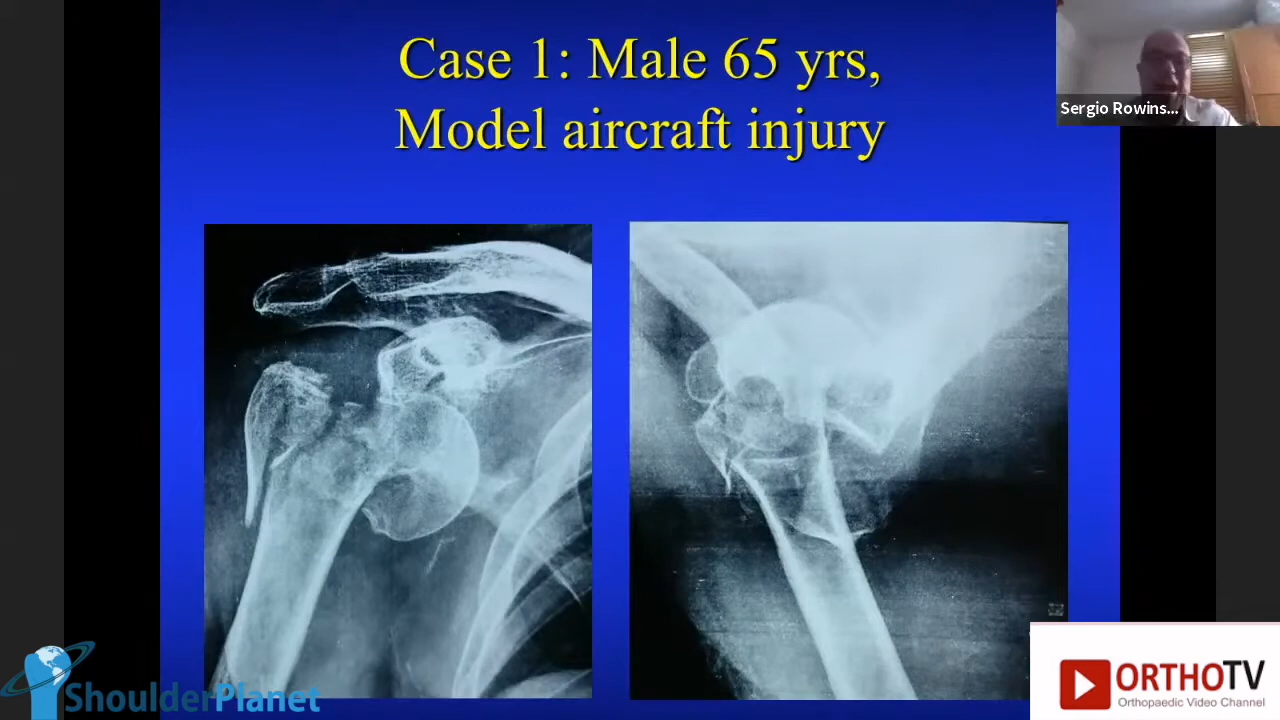 Case 1: Male 65 yrs,
Model aircraft injury
Sergio Rowins...
ShoulderPlanet
ORTHOTV
Orthopaedic Video Channel